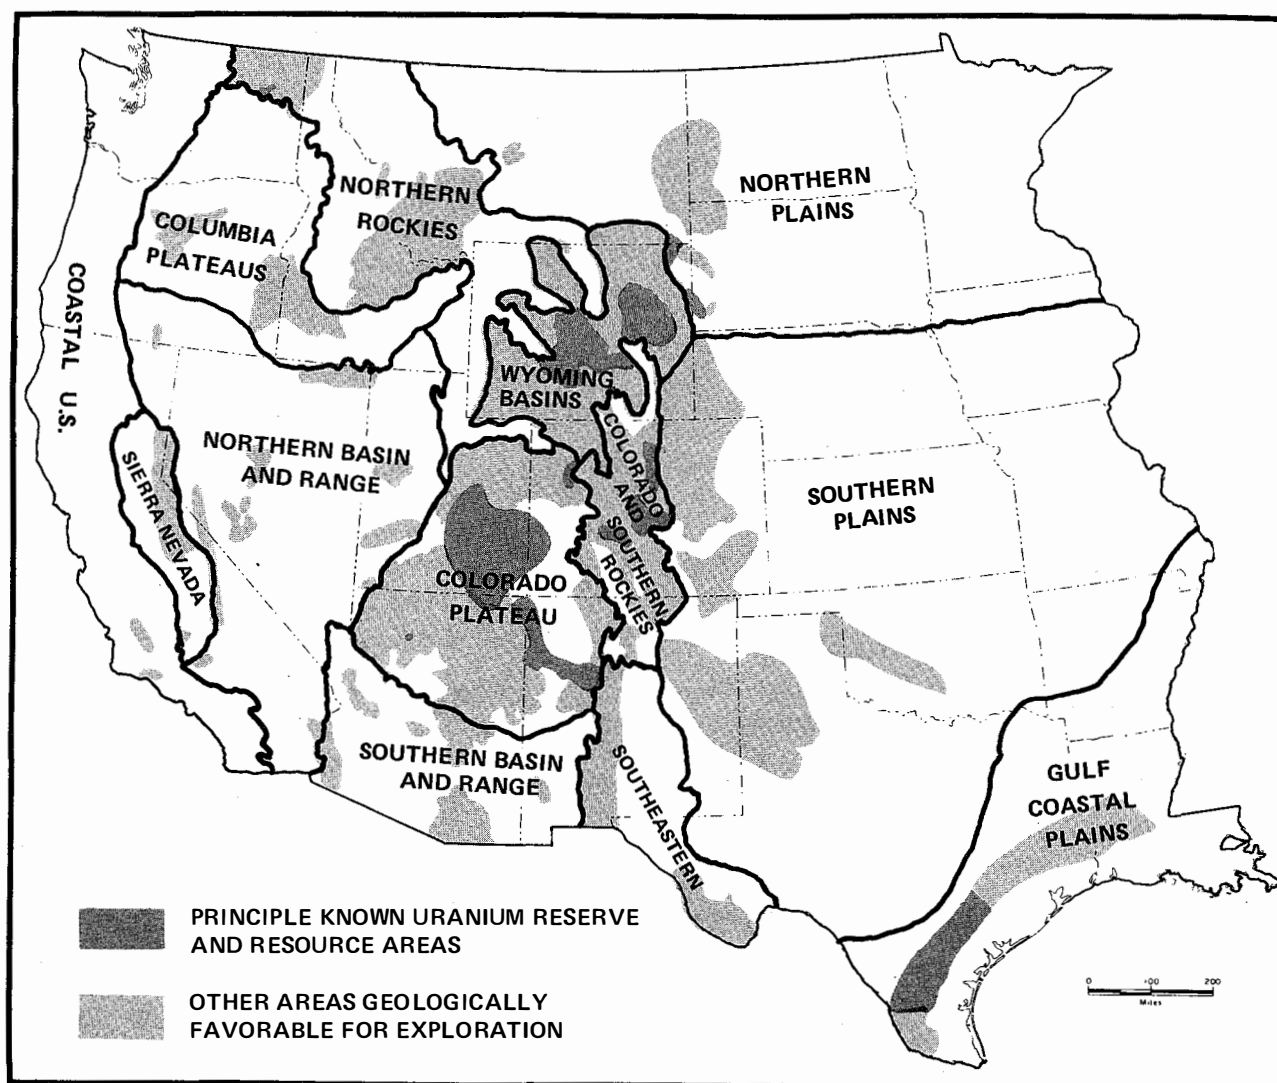 NORTHERN
ROCKIES
NORTHERN
PLAINS
COLUMBIA
PLATEAUS
COASTAL U.S.
WYOMING
BASINS
NORTHERN BASIN
AND RANGE
SIERRA NEVADA
COLORADO
AND
SOUTHERN
ROCKIES
SOUTHERN
PLAINS
COLORADO
PLATEAU
SOUTHERN BASIN
AND RANGE
SOUTHEASTERN
GULF
COASTAL
PLAINS
PRINCIPLE KNOWN URANIUM RESERVE
AND RESOURCE AREAS
OTHER AREAS GEOLOGICALLY
FAVORABLE FOR EXPLORATION
0 100 200
Miles